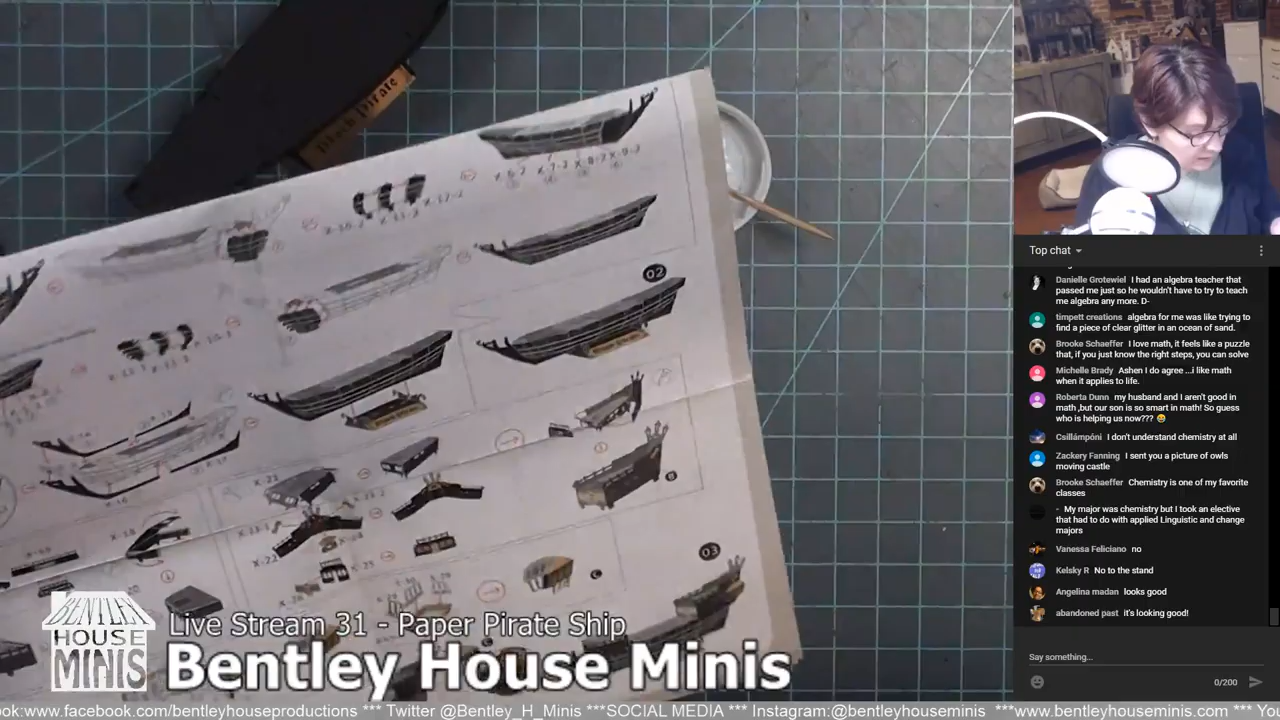 Black Pirate
02
03
B
X-21
X-22
BENTLEY
HOUSE
MINIS
Live Stream 31 - Paper Pirate Ship
Bentley House Minis
ok:www.facebook.com/bentleyhouseproductions *** Twitter @Bentley_H_Minis ***SOCIAL MEDIA *** Instagram:@bentleyhouseminis ***www.bentleyhouseminis.com *** You
Top chat
Danielle Grotewiel I had an algebra teacher that
passed me just so he wouldn't have to try to teach
me algebra any more. D-
timpett creations algebra for me was like trying to
find a piece of clear glitter in an ocean of sand.
Brooke Schaeffer I love math, it feels like a puzzle
that, if you just know the right steps, you can solve
Michelle Brady Ashen I do agree ...i like math
when it applies to life.
Roberta Dunn my husband and I aren't good in
math ,but our son is so smart in math! So guess
who is helping us now??? 😂
Csillámpóni I don't understand chemistry at all
Zackery Fanning I sent you a picture of owls
moving castle
Brooke Schaeffer Chemistry is one of my favorite
classes
- My major was chemistry but I took an elective
that had to do with applied Linguistic and change
majors
Vanessa Feliciano no
Kelsky R No to the stand
Angelina madan looks good
abandoned past it's looking good!
Say something...
0/200